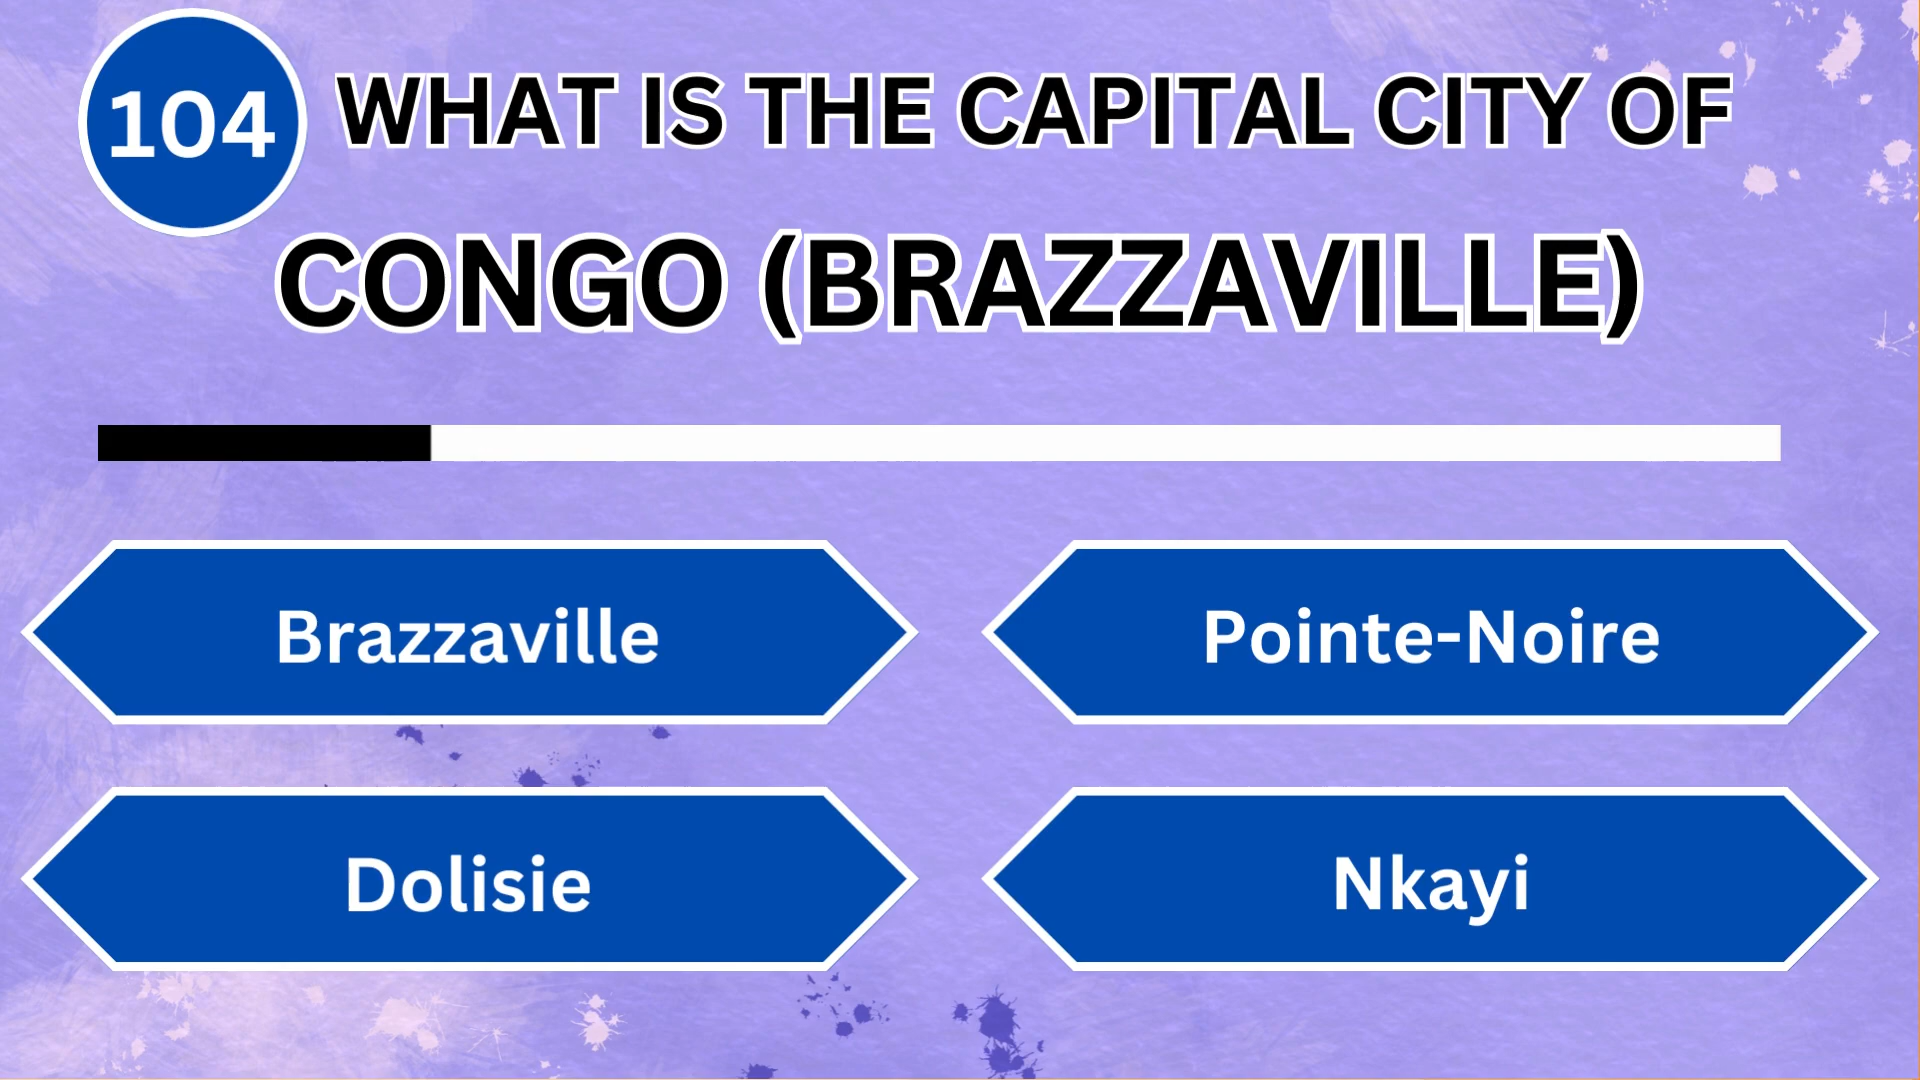 104
WHAT IS THE CAPITAL CITY OF
CONGO (BRAZZAVILLE)
Brazzaville
Pointe-Noire
Dolisie
Nkayi